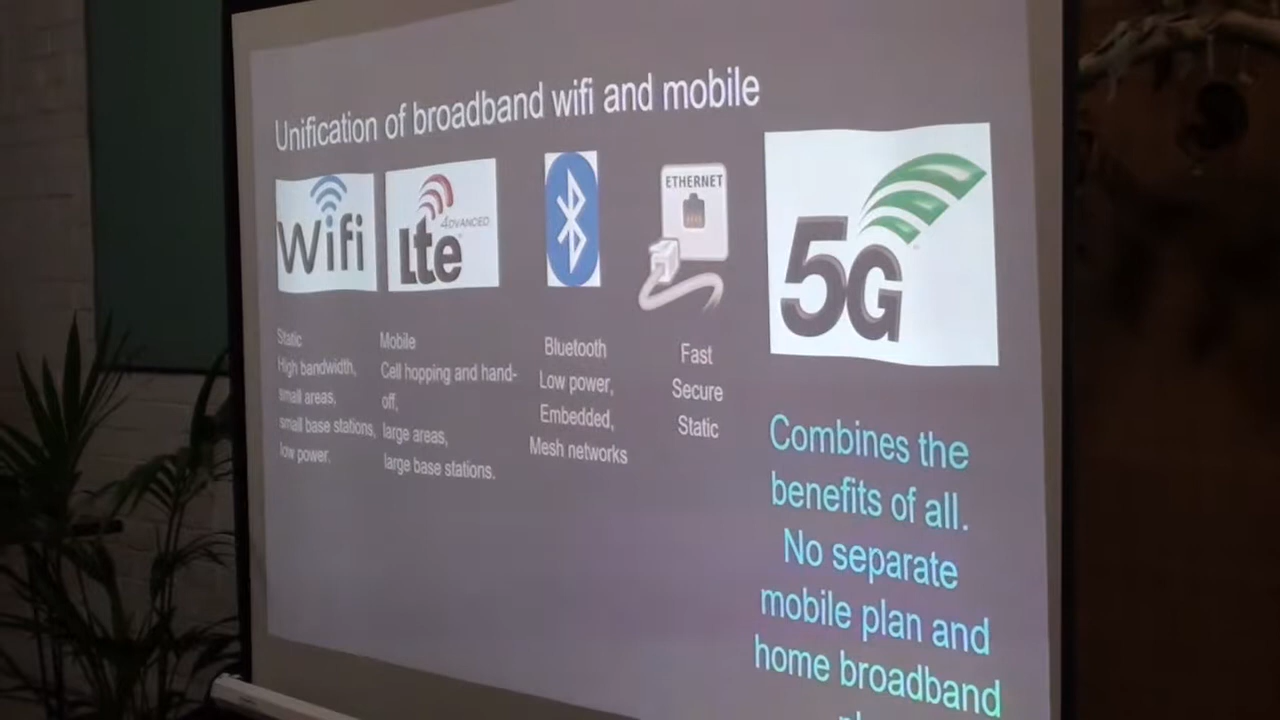 Unification of broadband wifi and mobile
Wifi
4DVANCED
Lte
ETHERNET
5G
Static
High bandwidth,
small areas,
small base stations,
low power.
Mobile
Cell hopping and hand-
off,
large areas,
large base stations.
Bluetooth
Low power,
Embedded,
Mesh networks
Fast
Secure
Static
Combines the
benefits of all.
No separate
mobile plan and
home broadband